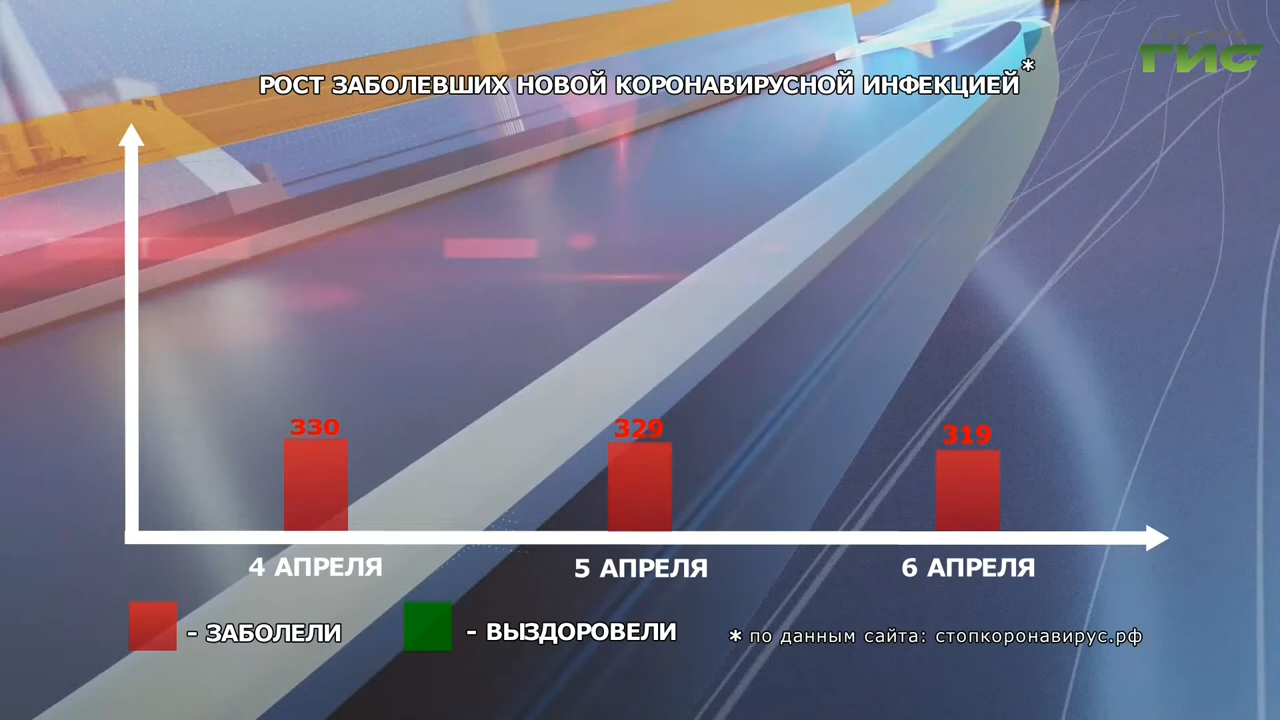 САМАРА
ГИС
РОСТ ЗАБОЛЕВШИХ НОВОЙ КОРОНАВИРУСНОЙ ИНФЕКЦИЕЙ*
330
329
319
4 АПРЕЛЯ
5 АПРЕЛЯ
6 АПРЕЛЯ
- ЗАБОЛЕЛИ
- ВЫЗДОРОВЕЛИ
* по данным сайта: стопкоронавирус.рф